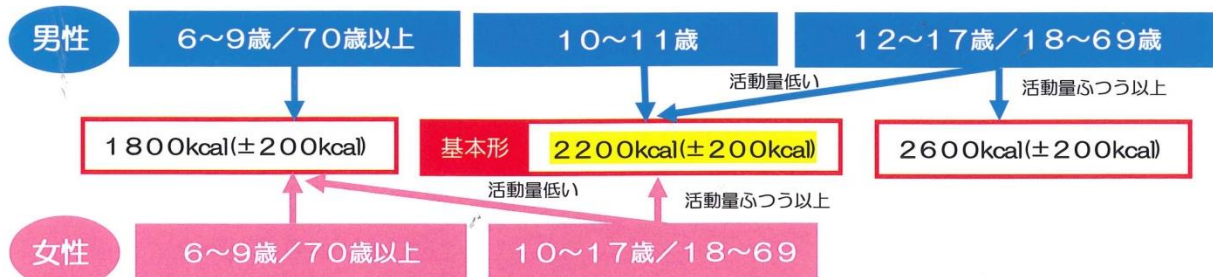 男性
6～9歳／70歳以上
10～11歳
12～17歳／18～69歳
活動量低い
活動量ふつう以上
1800kcal(±200kcal)
基本形
2200kcal(±200kcal)
2600kcal(±200kcal)
活動量低い
活動量ふつう以上
女性
6～9歳／70歳以上
10～17歳／18～69